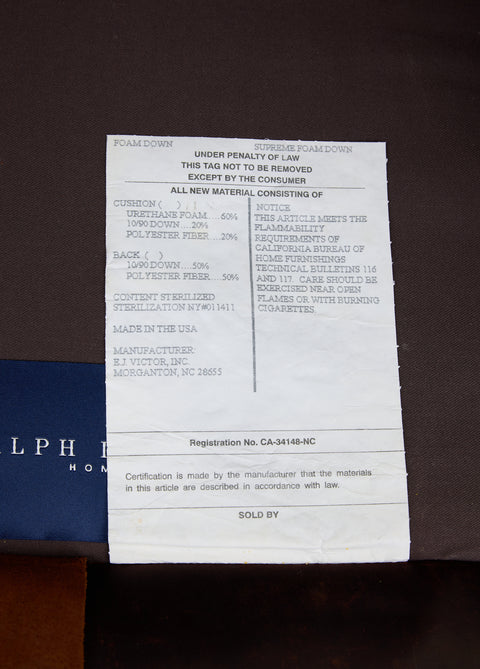 FOAM DOWN
SUPREME FOAM DOWN
UNDER PENALTY OF LAW
THIS TAG NOT TO BE REMOVED
EXCEPT BY THE CONSUMER
ALL NEW MATERIAL CONSISTING OF
CUSHION ( )
URETHANE FOAM....60%
10/90 DOWN....20%
POLYESTER FIBER....20%
BACK ( )
10/90 DOWN....50%
POLYESTER FIBER....50%
CONTENT STERILIZED
STERILIZATION NY#011411
MADE IN THE USA
MANUFACTURER
E.J. VICTOR, INC.
MORGANTON, NC 28655
NOTICE
THIS ARTICLE MEETS THE
FLAMMABILITY
REQUIREMENTS OF
CALIFORNIA BUREAU OF
HOME FURNISHINGS
TECHNICAL BULLETINS 116
AND 117. CARE SHOULD BE
EXERCISED NEAR OPEN
FLAMES OR WITH BURNING
CIGARETTES.
Registration No. CA-34148-NC
Certification is made by the manufacturer that the materials
in this article are described in accordance with law.
SOLD BY
ALPH
HOM